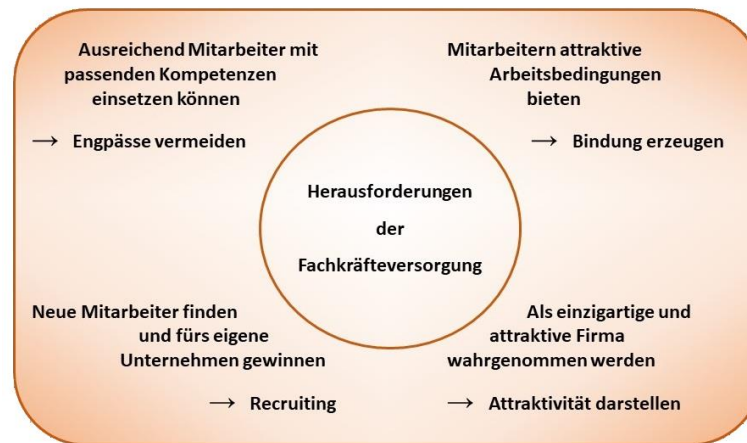 Ausreichend Mitarbeiter mit
passenden Kompetenzen
einsetzen können
→ Engpässe vermeiden
Mitarbeitern attraktive
Arbeitsbedingungen
bieten
→ Bindung erzeugen
Herausforderungen
der
Fachkräfteversorgung
Neue Mitarbeiter finden
und fürs eigene
Unternehmen gewinnen
→ Recruiting
Als einzigartige und
attraktive Firma
wahrgenommen werden
→ Attraktivität darstellen